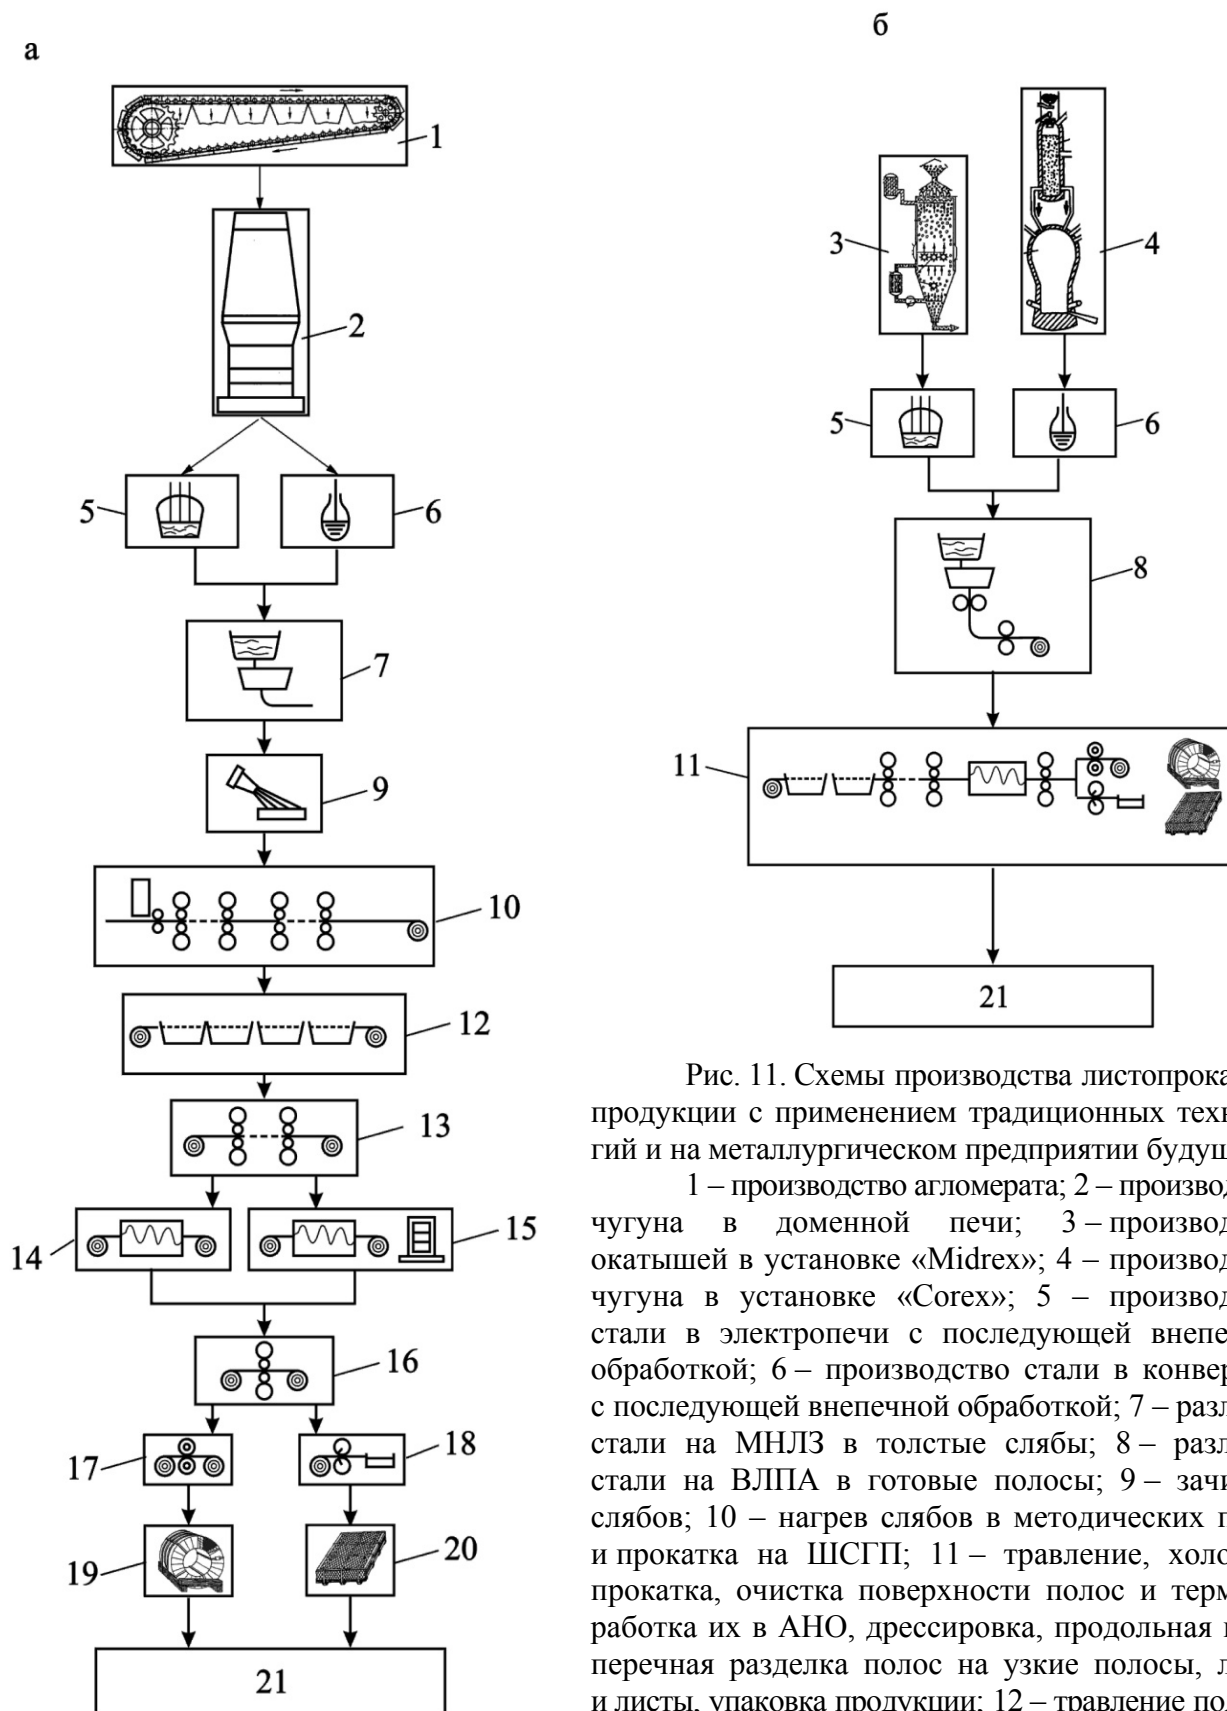 а
1
2
5
6
7
9
10
12
13
14
15
16
17
18
19
20
21
б
3
4
5
6
8
11
21
Рис. 11. Схемы производства листопрока
продукции с применением традиционных техн
гий и на металлургическом предприятии будущ
1 – производство агломерата; 2 – производ
чугуна в доменной печи; 3 – производ
окатышей в установке «Midrex»; 4 – производ
чугуна в установке «Corex»; 5 – производ
стали в электропечи с последующей внепе
обработкой; 6 – производство стали в конвер
с последующей внепечной обработкой; 7 – разл
стали на МНЛЗ в толстые слябы; 8 – разл
стали на ВЛПА в готовые полосы; 9 – зачи
слябов; 10 – нагрев слябов в методических п
и прокатка на ШСГП; 11 – травление, холо
прокатка, очистка поверхности полос и терм
работка их в АНО, дрессировка, продольная
перечная разделка полос на узкие полосы, л
и листы, упаковка продукции; 12 – травление пол